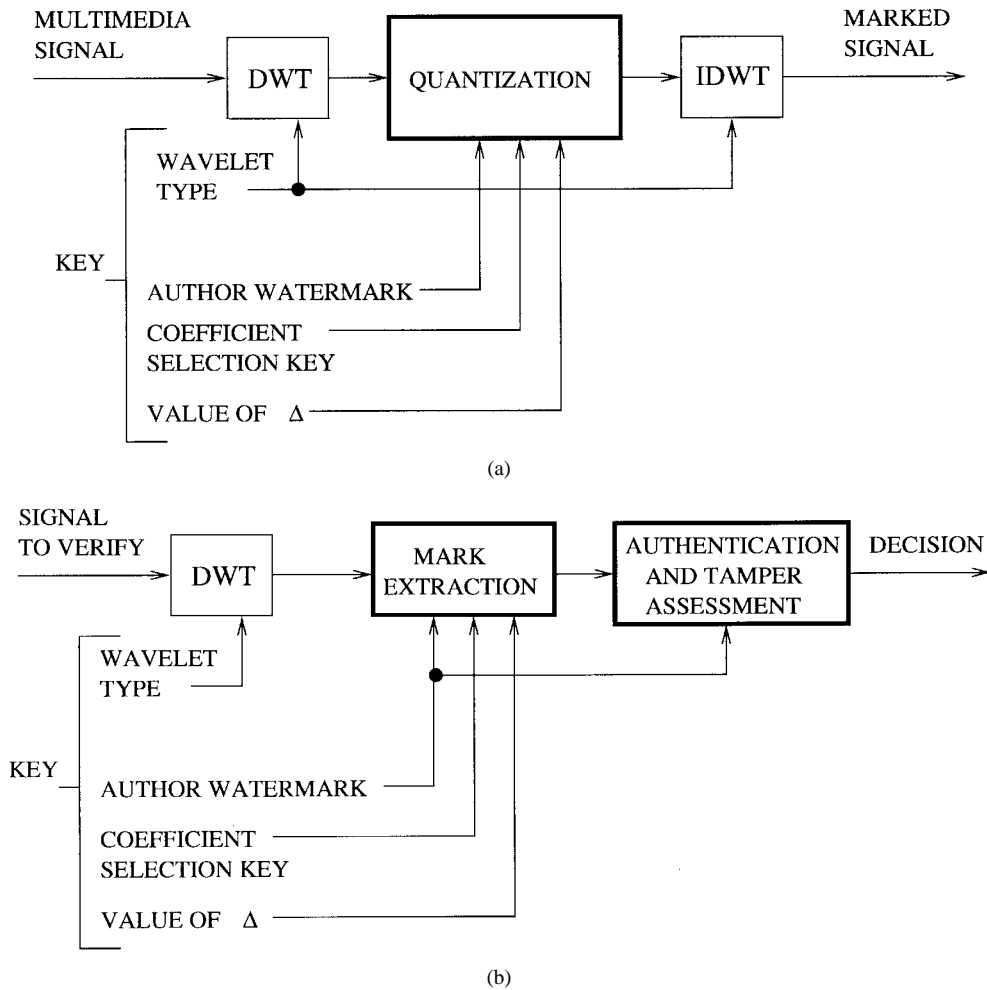 MULTIMEDIA
SIGNAL
DWT
QUANTIZATION
IDWT
MARKED
SIGNAL
WAVELET
TYPE
KEY
AUTHOR WATERMARK
COEFFICIENT
SELECTION KEY
VALUE OF Δ
(a)
SIGNAL
TO VERIFY
DWT
MARK
EXTRACTION
AUTHENTICATION
AND TAMPER
ASSESSMENT
DECISION
WAVELET
TYPE
KEY
AUTHOR WATERMARK
COEFFICIENT
SELECTION KEY
VALUE OF Δ
(b)